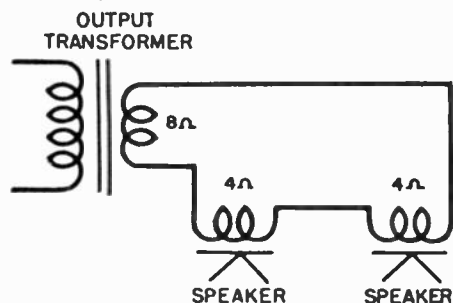 OUTPUT
TRANSFORMER
8Ω
4Ω
4Ω
SPEAKER
SPEAKER